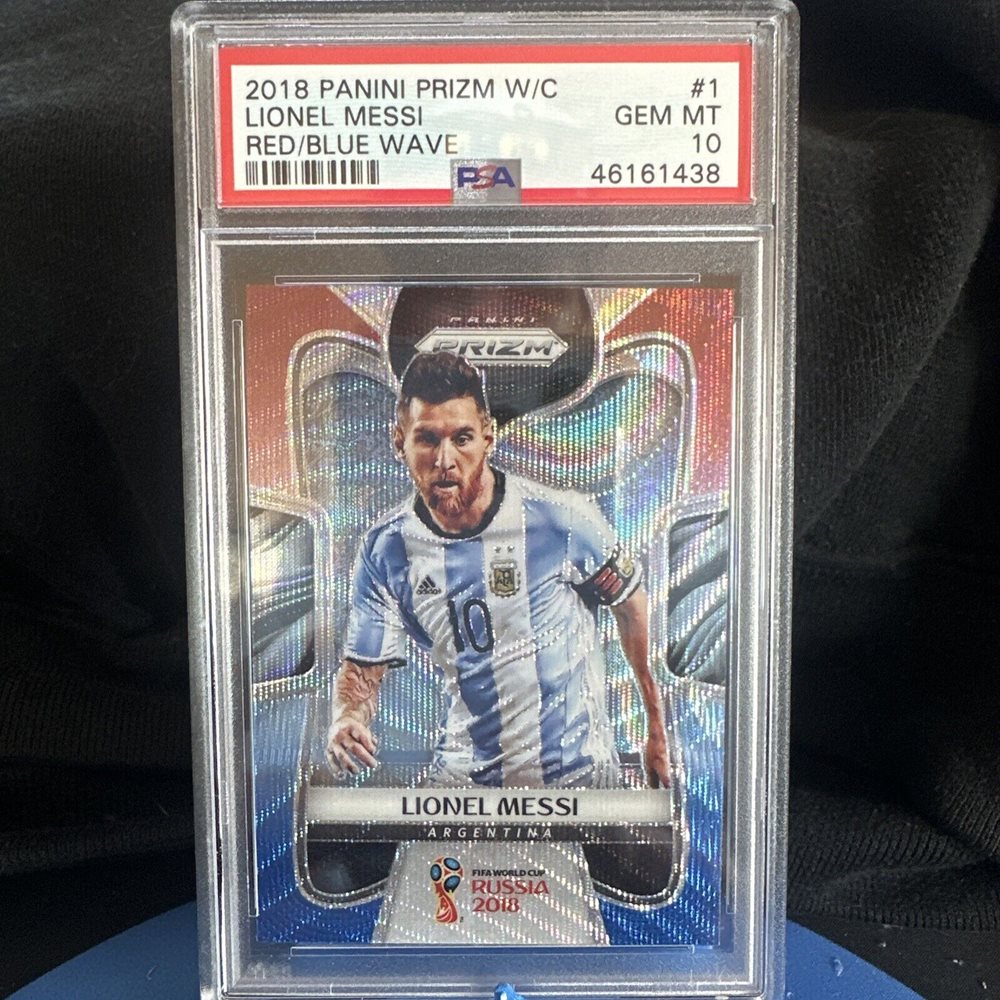 2018 PANINI PRIZM W/C #1
LIONEL MESSI GEM MT
RED/BLUE WAVE 10
PSA 46161438
PANINI
PRIZM
adidas
10
LIONEL MESSI
ARGENTINA
FIFA WORLD CUP
RUSSIA
2018